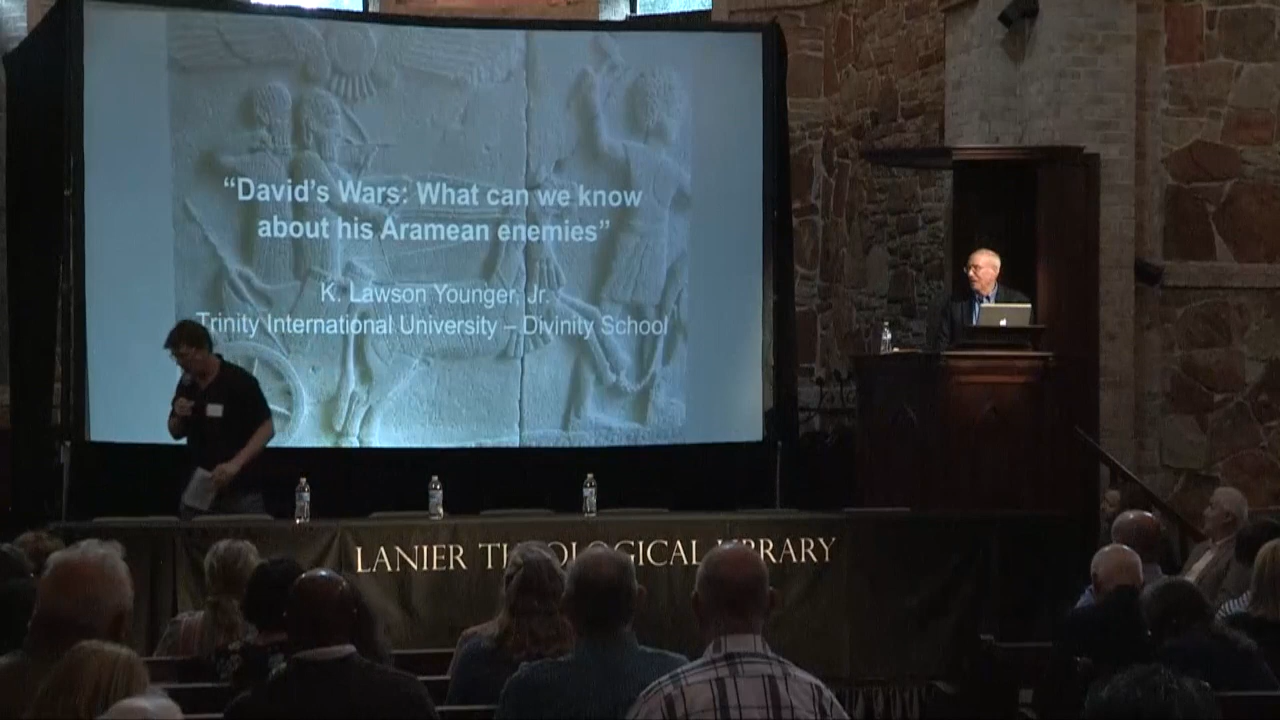 “David’s Wars: What can we know
about his Aramean enemies”
K. Lawson Younger, Jr.
Trinity International University – Divinity School
LANIER THEOLOGICAL LIBRARY